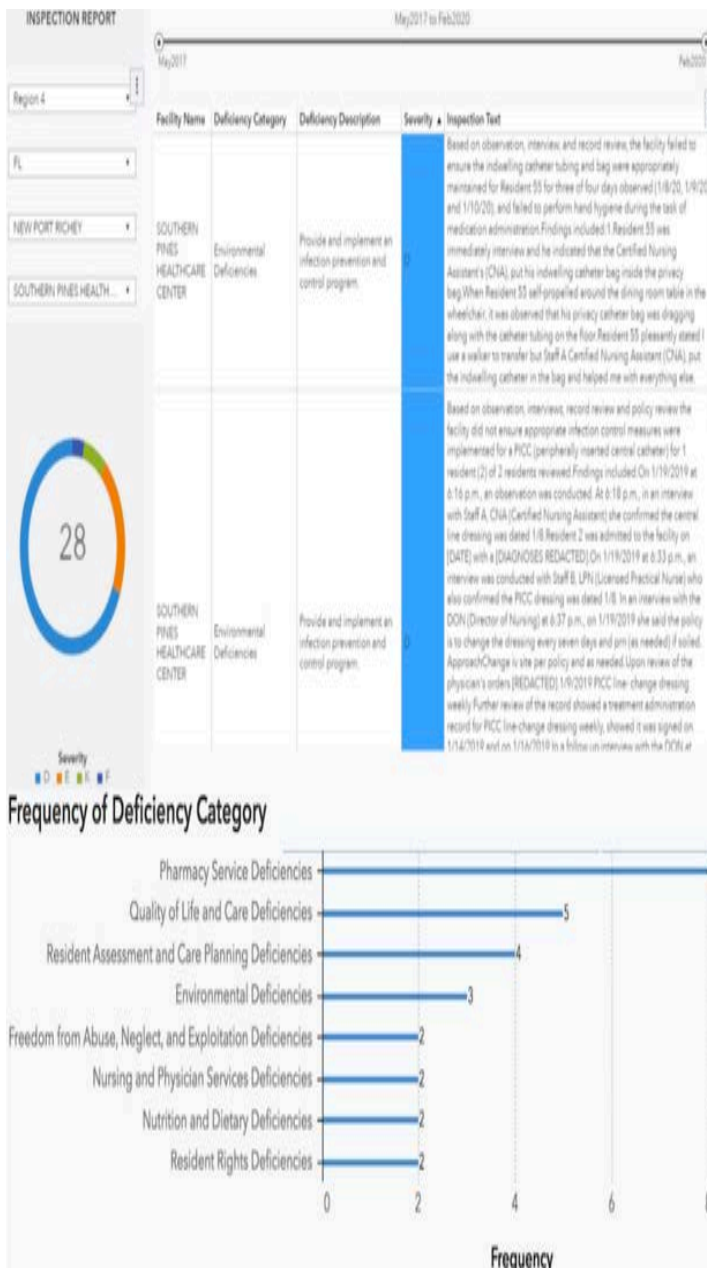 INSPECTION REPORT
May2017 to Feb2020
May2017
Feb2020
Region 4
FL
NEW PORT RICHEY
SOUTHERN PINES HEALTH...
Facility Name Deficiency Category Deficiency Description Severity ▲ Inspection Text
SOUTHERN
PINES
HEALTHCARE
CENTER
Environmental
Deficiencies
Provide and implement an
infection prevention and
control program.
D
Based on observation, interview, and record review, the facility failed to
ensure the indwelling catheter tubing and bag were appropriately
maintained for Resident 55 for three of four days observed (1/8/20, 1/9/20
and 1/10/20), and failed to perform hand hygiene during the task of
medication administration.Findings included:1.Resident 55 was
immediately interview and he indicated that the Certified Nursing
Assistant's (CNA), put his indwelling catheter bag inside the privacy
bag.When Resident 55 self-propelled around the dining room table in the
wheelchair, it was observed that his privacy catheter bag was dragging
along with the catheter tubing on the floor.Resident 55 pleasantly stated I
use a walker to transfer but Staff A Certified Nursing Assistant (CNA), put
the indwelling catheter in the bag and helped me with everything else.
SOUTHERN
PINES
HEALTHCARE
CENTER
Environmental
Deficiencies
Provide and implement an
infection prevention and
control program.
D
Based on observation, interviews, record review and policy review the
facility did not ensure appropriate infection control measures were
implemented for a PICC (peripherally inserted central catheter) for 1
resident (2) of 2 residents reviewed.Findings included:On 1/19/2019 at
6:16 p.m., an observation was conducted. At 6:18 p.m., in an interview
with Staff A, CNA (Certified Nursing Assistant) she confirmed the central
line dressing was dated 1/8.Resident 2 was admitted to the facility on
[DATE] with a [DIAGNOSES REDACTED].On 1/19/2019 at 6:33 p.m., an
interview was conducted with Staff B, LPN (Licensed Practical Nurse) who
also confirmed the PICC dressing was dated 1/8. In an interview with the
DON (Director of Nursing) at 6:37 p.m., on 1/19/2019 she said the policy
is to change the dressing every seven days and prn (as needed) if soiled.
ApproachChange iv site per policy and as needed.Upon review of the
physician's orders [REDACTED].1/9/2019 PICC line- change dressing
weekly.Further review of the record showed a treatment administration
record for PICC line-change dressing weekly, showed it was signed on
1/14/2019 and on 1/16/2019.In a follow up interview with the DON at
28
Severity
D E K F
Frequency of Deficiency Category
Pharmacy Service Deficiencies
Quality of Life and Care Deficiencies 5
Resident Assessment and Care Planning Deficiencies 4
Environmental Deficiencies 3
Freedom from Abuse, Neglect, and Exploitation Deficiencies 2
Nursing and Physician Services Deficiencies 2
Nutrition and Dietary Deficiencies 2
Resident Rights Deficiencies 2
0 2 4 6 8
Frequency